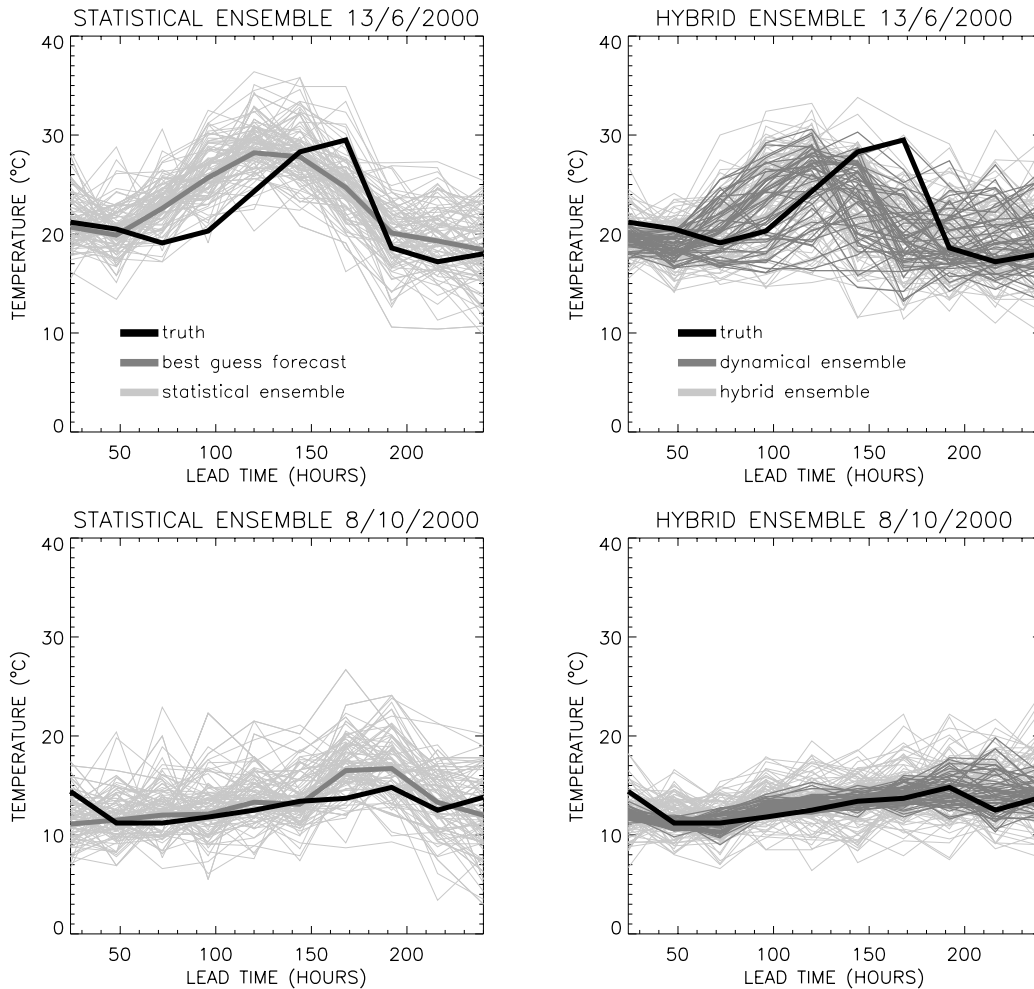 STATISTICAL ENSEMBLE 13/6/2000
40
30
20
10
0
TEMPERATURE (°C)
truth
best guess forecast
statistical ensemble
50 100 150 200
LEAD TIME (HOURS)
HYBRID ENSEMBLE 13/6/2000
40
30
20
10
0
TEMPERATURE (°C)
truth
dynamical ensemble
hybrid ensemble
50 100 150 200
LEAD TIME (HOURS)
STATISTICAL ENSEMBLE 8/10/2000
40
30
20
10
0
TEMPERATURE (°C)
50 100 150 200
LEAD TIME (HOURS)
HYBRID ENSEMBLE 8/10/2000
40
30
20
10
0
TEMPERATURE (°C)
50 100 150 200
LEAD TIME (HOURS)